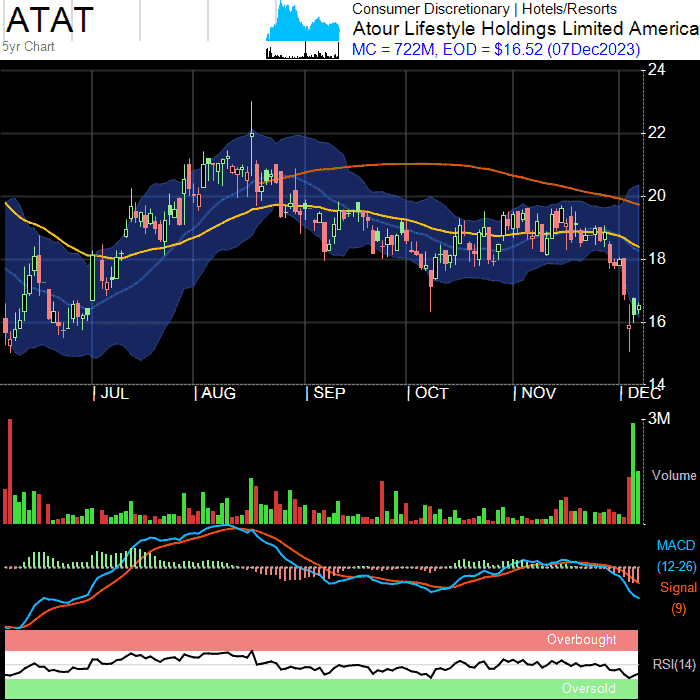 ATAT
5yr Chart
Consumer Discretionary | Hotels/Resorts
Atour Lifestyle Holdings Limited America
MC = 722M, EOD = $16.52 (07Dec2023)
24
22
20
18
16
14
| JUL | AUG | SEP | OCT | NOV | DEC
3M
Volume
MACD
(12-26)
Signal
(9)
Overbought
RSI(14)
Oversold